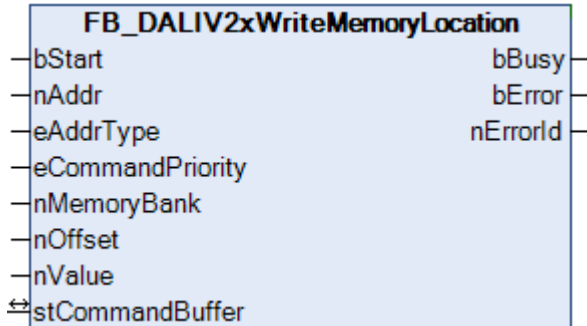 FB_DALIV2xWriteMemoryLocation
bStart bBusy
nAddr bError
eAddrType nErrorId
eCommandPriority
nMemoryBank
nOffset
nValue
stCommandBuffer